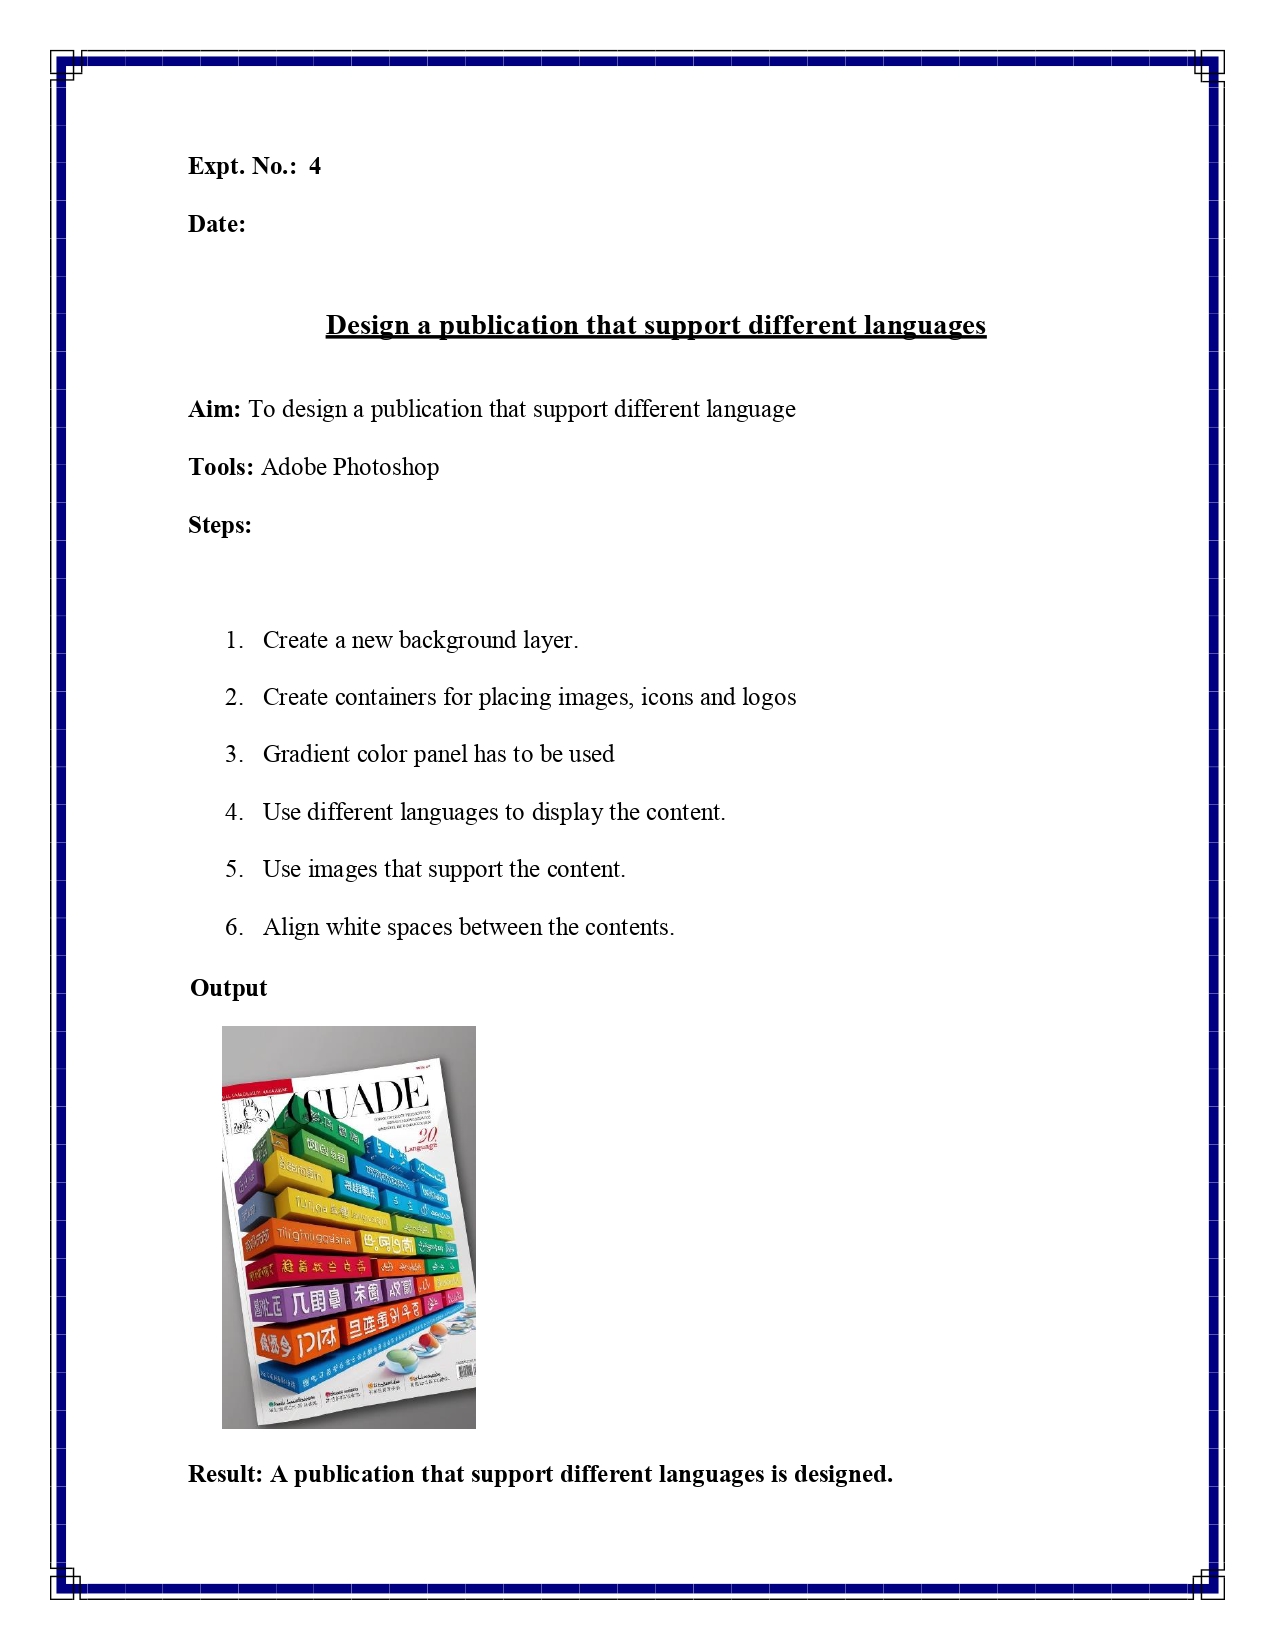 Expt. No.: 4
Date:
Design a publication that support different languages
Aim: To design a publication that support different language
Tools: Adobe Photoshop
Steps:
1. Create a new background layer.
2. Create containers for placing images, icons and logos
3. Gradient color panel has to be used
4. Use different languages to display the content.
5. Use images that support the content.
6. Align white spaces between the contents.
Output
20
Language
Result: A publication that support different languages is designed.